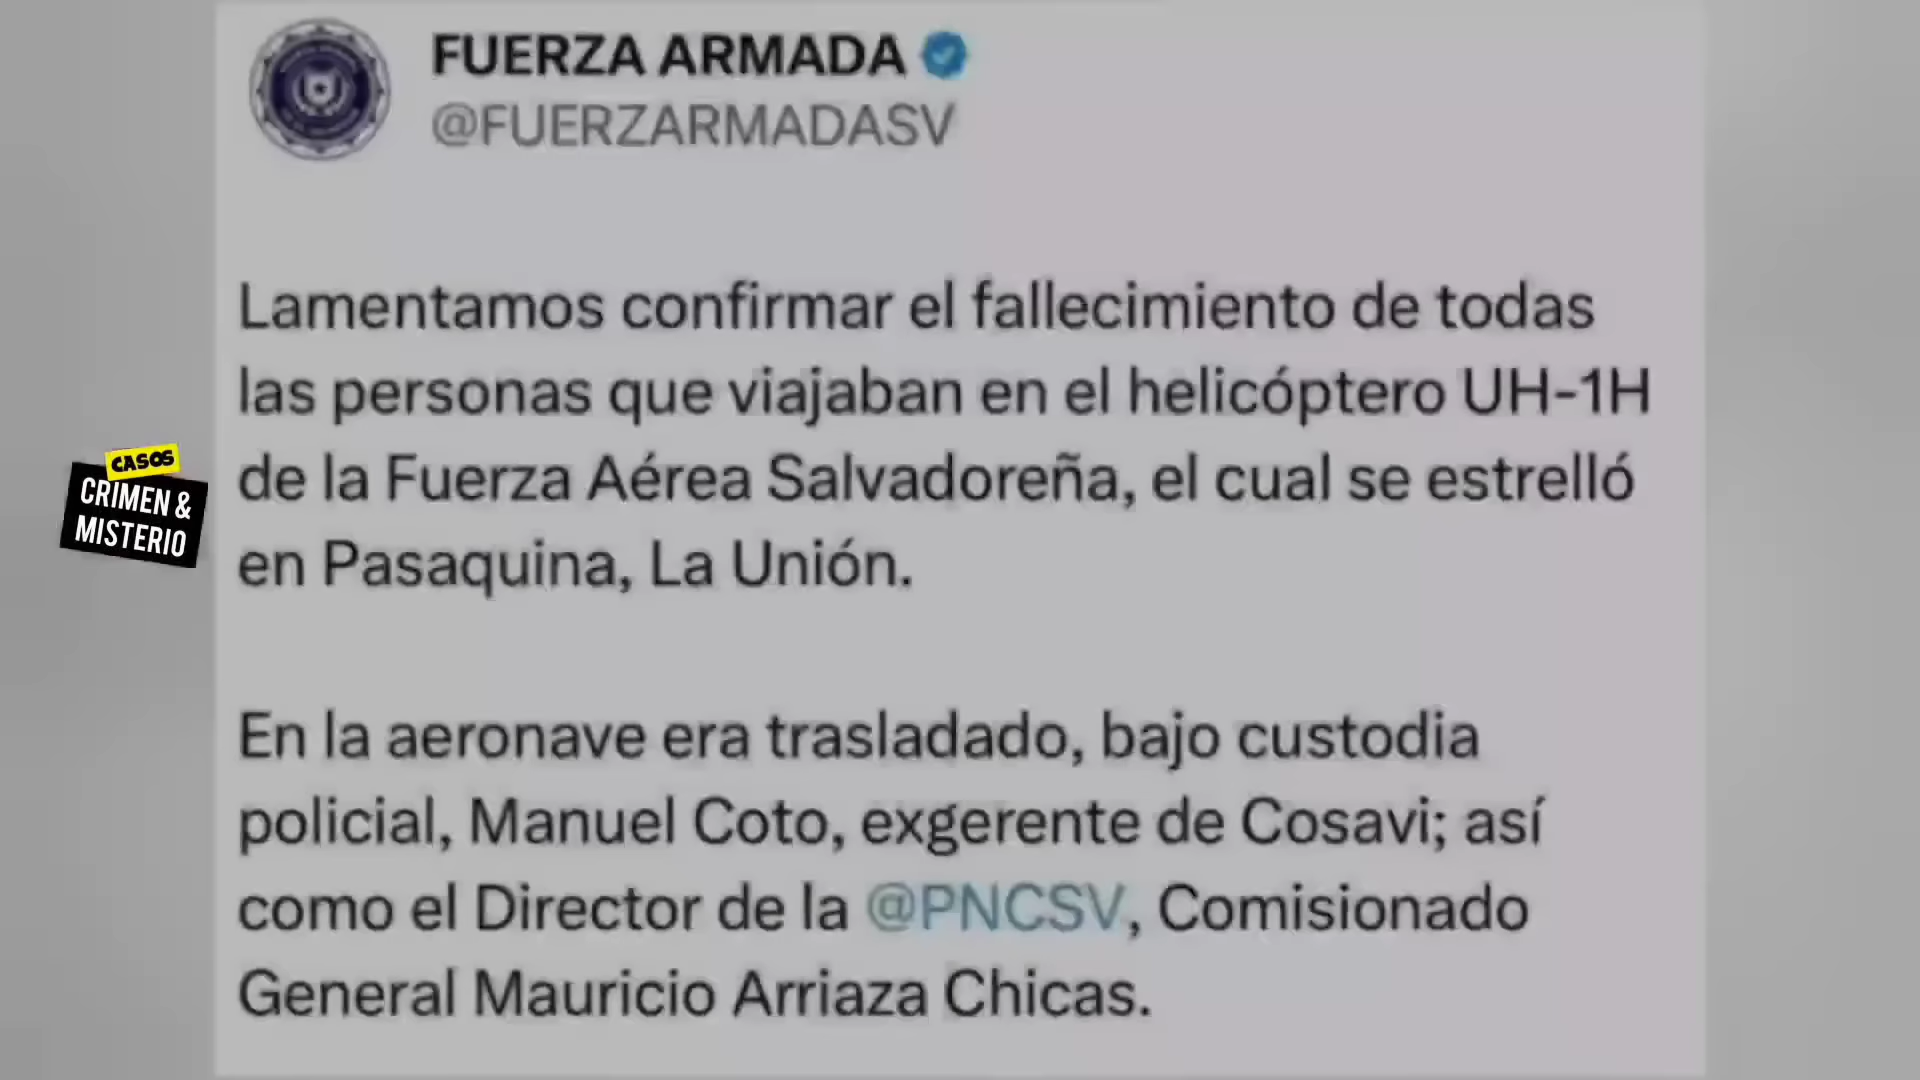 FUERZA ARMADA
@FUERZARMADASV
Lamentamos confirmar el fallecimiento de todas
las personas que viajaban en el helicóptero UH-1H
de la Fuerza Aérea Salvadoreña, el cual se estrelló
en Pasaquina, La Unión.
En la aeronave era trasladado, bajo custodia
policial, Manuel Coto, exgerente de Cosavi; así
como el Director de la @PNCSV, Comisionado
General Mauricio Arriaza Chicas.
CASOS
CRIMEN &
MISTERIO